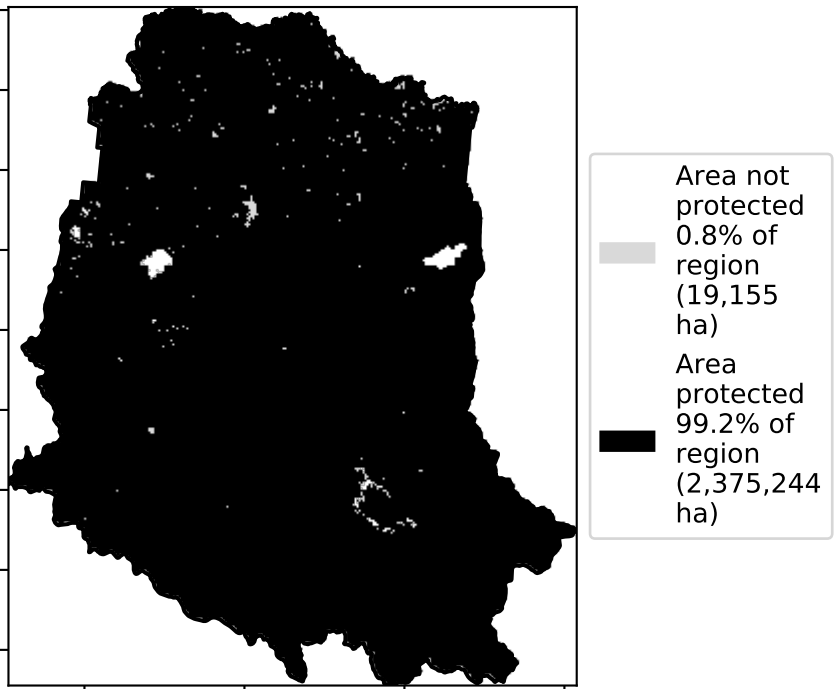 Area not
protected
0.8% of
region
(19,155
ha)
Area
protected
99.2% of
region
(2,375,244
ha)